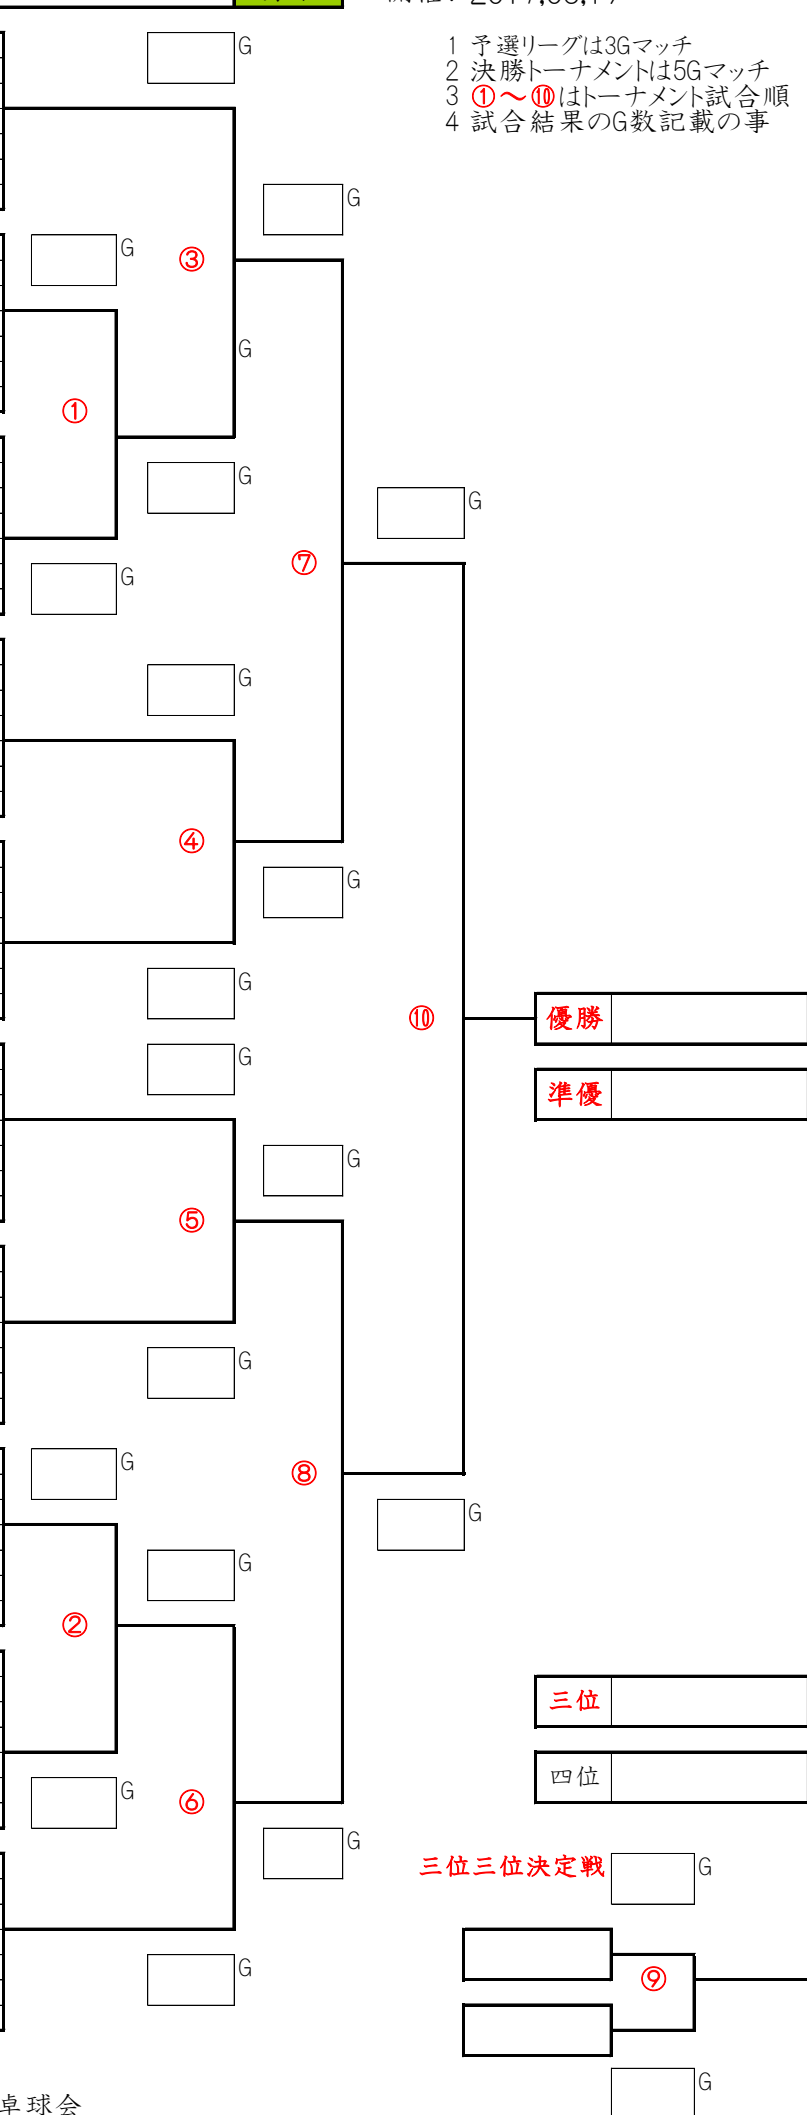 G
1 予選リーグは3Gマッチ
2 決勝トーナメントは5Gマッチ
3 ①～⑩はトーナメント試合順
4 試合結果のG数記載の事
G
G
③
G
①
G
G
⑦
G
G
④
G
G
⑩
優勝
G
準優
G
⑤
G
G
⑧
G
G
②
三位
四位
G
⑥
G
三位三位決定戦
G
G
⑨
G
卓球会